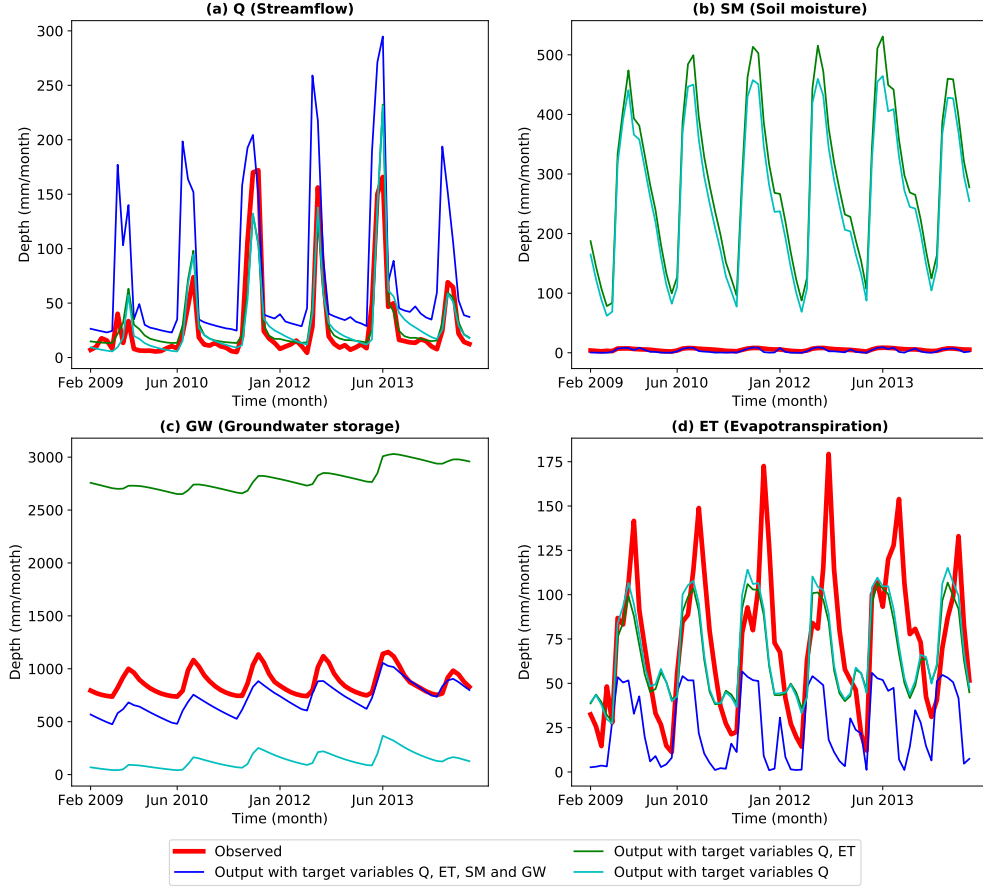 (a) Q (Streamflow)
Depth (mm/month)
300
250
200
150
100
50
0
Feb 2009 Jun 2010 Jan 2012 Jun 2013
Time (month)
(b) SM (Soil moisture)
Depth (mm/month)
500
400
300
200
100
0
Feb 2009 Jun 2010 Jan 2012 Jun 2013
Time (month)
(c) GW (Groundwater storage)
Depth (mm/month)
3000
2500
2000
1500
1000
500
0
Feb 2009 Jun 2010 Jan 2012 Jun 2013
Time (month)
(d) ET (Evapotranspiration)
Depth (mm/month)
175
150
125
100
75
50
25
0
Feb 2009 Jun 2010 Jan 2012 Jun 2013
Time (month)
Observed
Output with target variables Q, ET, SM and GW
Output with target variables Q, ET
Output with target variables Q